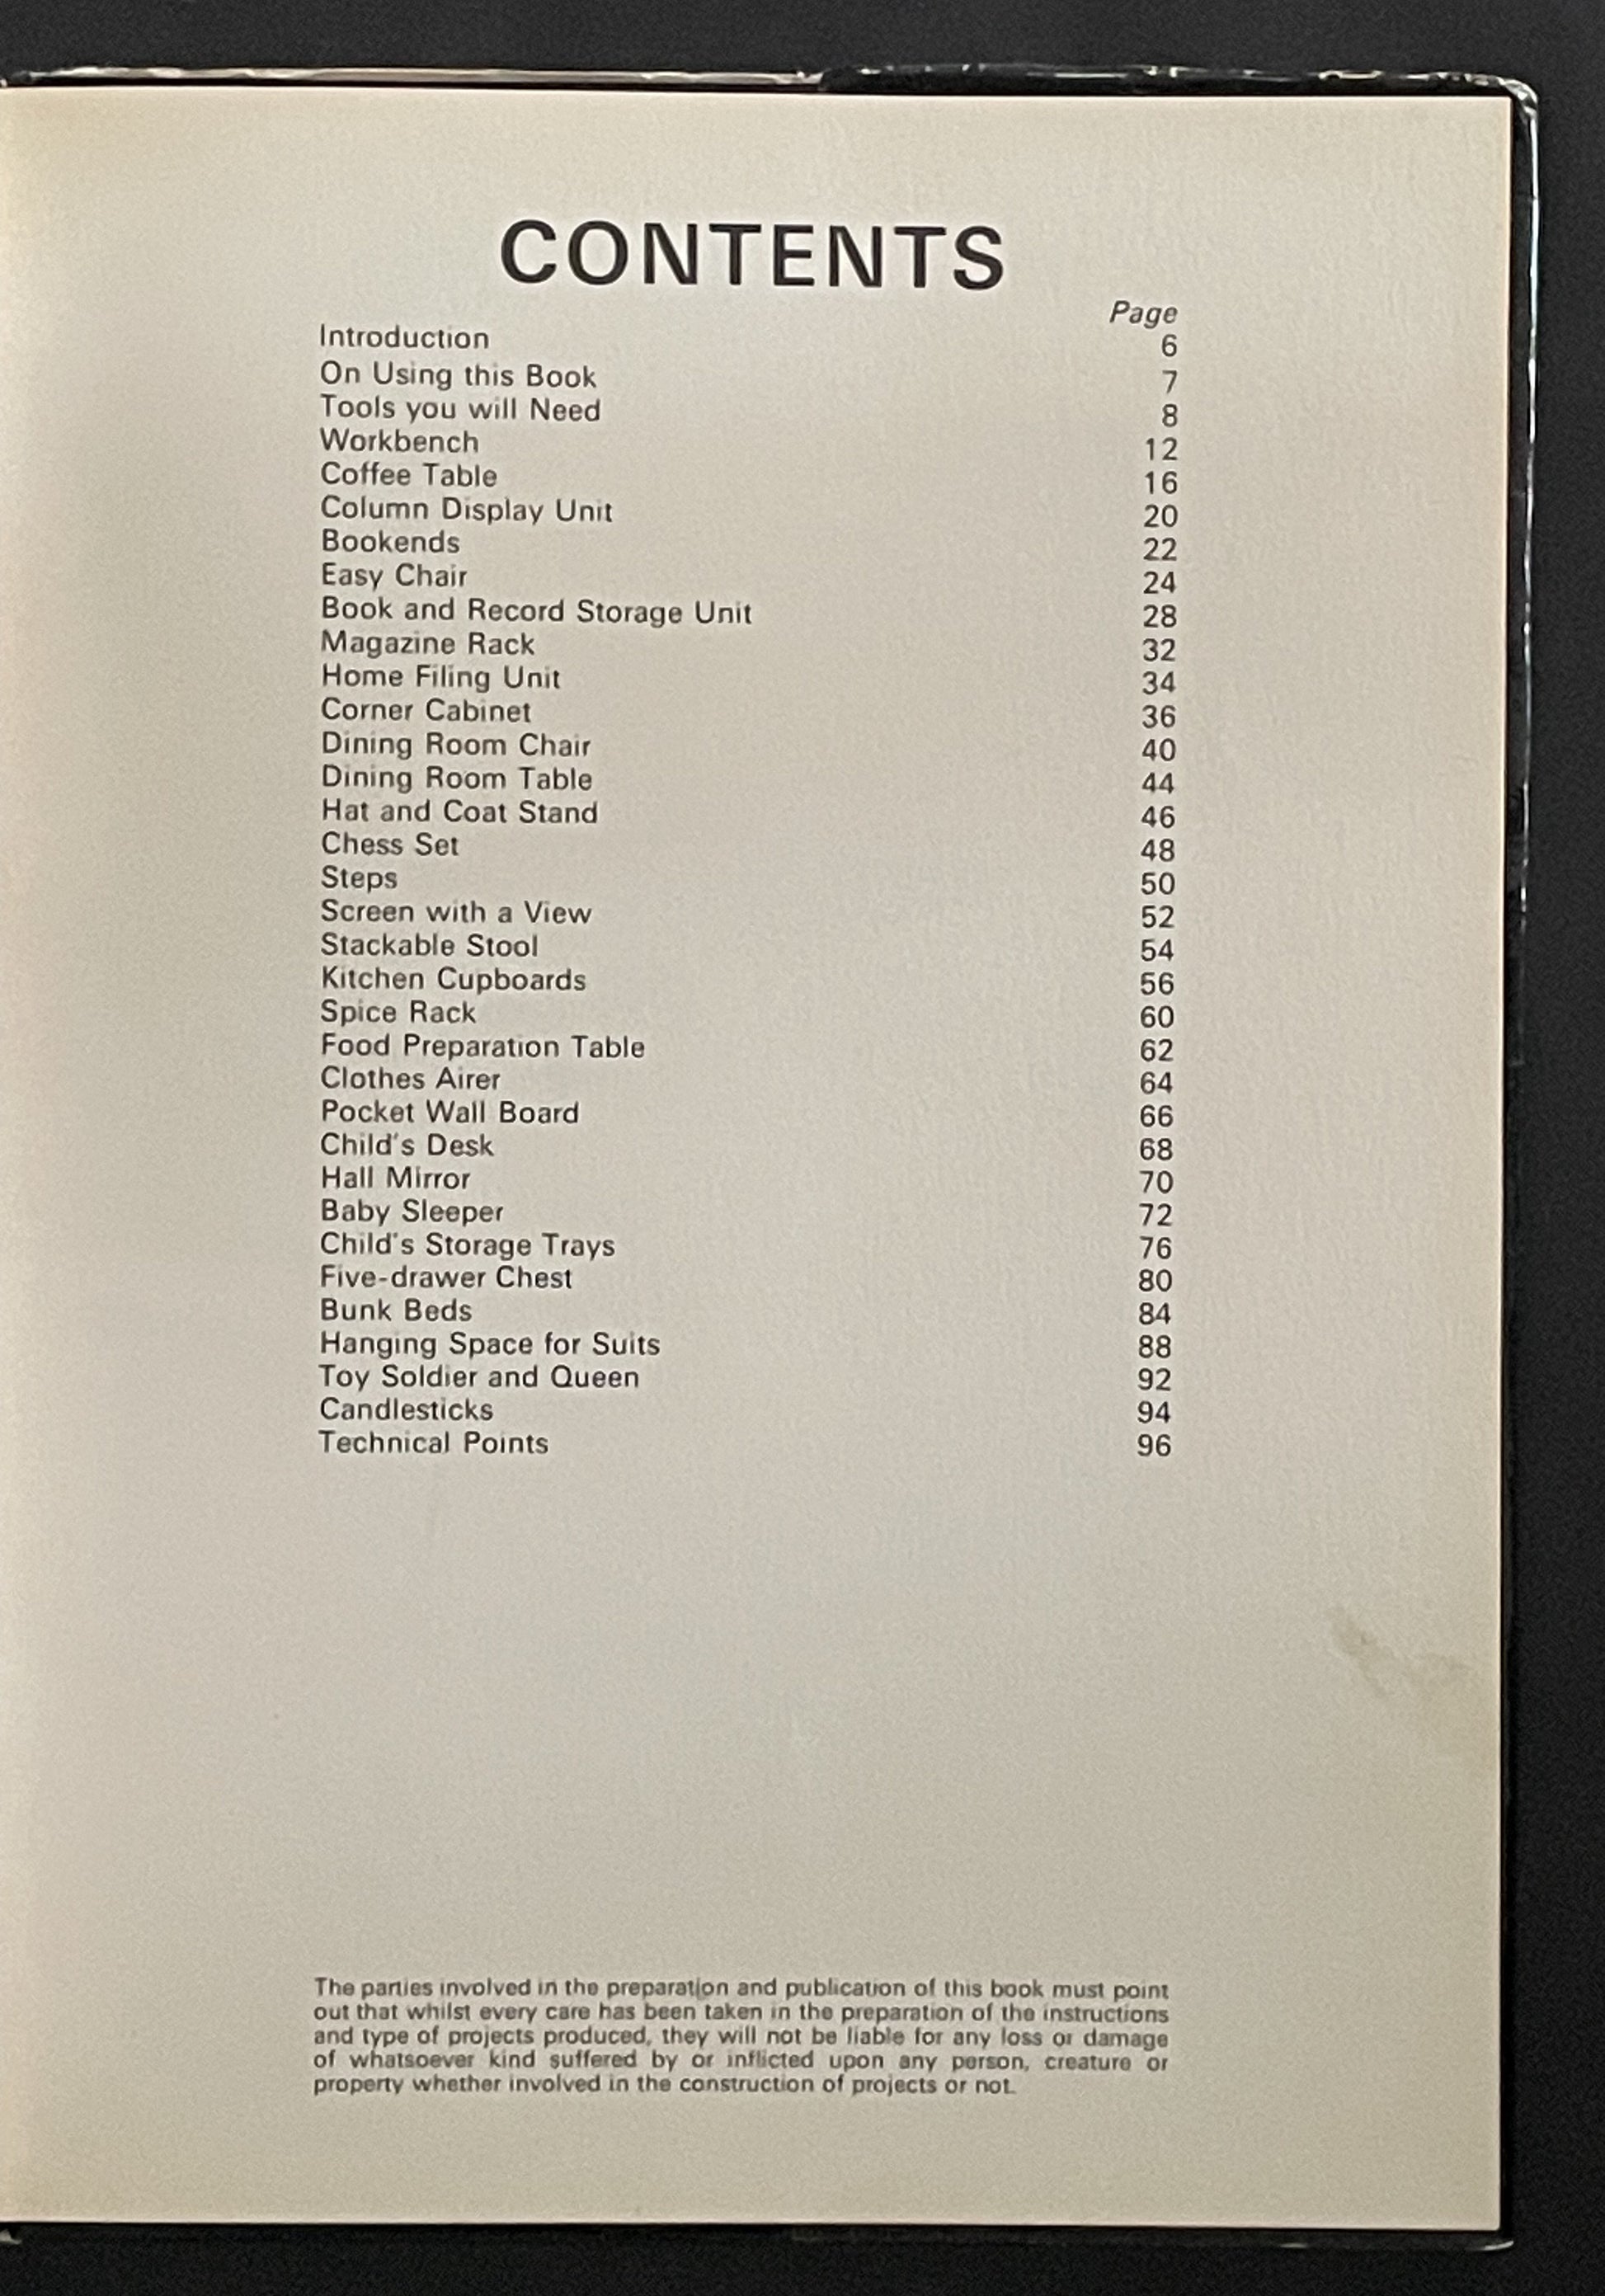 CONTENTS
Page
Introduction 6
On Using this Book 7
Tools you will Need 8
Workbench 12
Coffee Table 16
Column Display Unit 20
Bookends 22
Easy Chair 24
Book and Record Storage Unit 28
Magazine Rack 32
Home Filing Unit 34
Corner Cabinet 36
Dining Room Chair 40
Dining Room Table 44
Hat and Coat Stand 46
Chess Set 48
Steps 50
Screen with a View 52
Stackable Stool 54
Kitchen Cupboards 56
Spice Rack 60
Food Preparation Table 62
Clothes Airer 64
Pocket Wall Board 66
Child's Desk 68
Hall Mirror 70
Baby Sleeper 72
Child's Storage Trays 76
Five-drawer Chest 80
Bunk Beds 84
Hanging Space for Suits 88
Toy Soldier and Queen 92
Candlesticks 94
Technical Points 96
The parties involved in the preparation and publication of this book must point
out that whilst every care has been taken in the preparation of the instructions
and type of projects produced, they will not be liable for any loss or damage
of whatsoever kind suffered by or inflicted upon any person, creature or
property whether involved in the construction of projects or not.